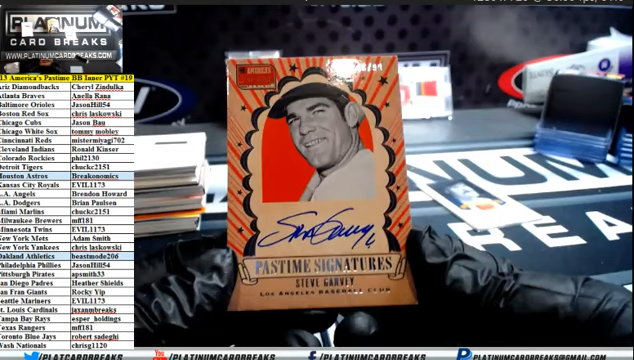 PLATINUM
CARD BREAKS
WWW.PLATINUMCARDBREAKS.COM
13 America's Pastime BB Inner PYT #19
Ariz Diamondbacks Cheryl Zindulka
Atlanta Braves Anella Rana
Baltimore Orioles JasonHill54
Boston Red Sox chris laskowski
Chicago Cubs Jason Bau
Chicago White Sox tommy mobley
Cincinnati Reds mistermiyagi702
Cleveland Indians Ronald Kinser
Colorado Rockies phil2130
Detroit Tigers chuckc2151
Houston Astros Breakonomics
Kansas City Royals EVIL1173
L.A. Angels Brendon Howard
L.A. Dodgers Brian Paulsen
Miami Marlins chuckc2151
Milwaukee Brewers mff181
Minnesota Twins EVIL1173
New York Mets Adam Smith
New York Yankees chris laskowski
Oakland Athletics beastmode206
Philadelphia Phillies JasonHill54
Pittsburgh Pirates apsmith33
San Diego Padres Heather Shields
San Fran Giants Rocky Yip
Seattle Mariners EVIL1173
St. Louis Cardinals jaxanmbreaks
Tampa Bay Rays esper_holdings
Texas Rangers mff181
Toronto Blue Jays robert sadeghi
Wash Nationals chrisg1120
PASTIME SIGNATURES
STEVE GARVEY
LOS ANGELES BASEBALL CLUB
/PLATCARDBREAKS
/PLATINUMCARDBREAKS
/PLATINUMCARDBREAKS
PLATINUMCARDBREAKS@GMAIL.COM